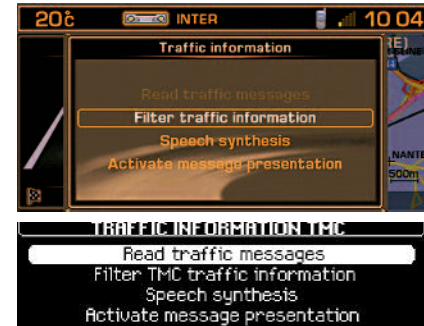 20c INTER 10 04
Traffic information
Read traffic messages
Filter traffic information
Speech synthesis
Activate message presentation
NANTE
500m
TRAFFIC INFORMATION TMC
Read traffic messages
Filter TMC traffic information
Speech synthesis
Activate message presentation